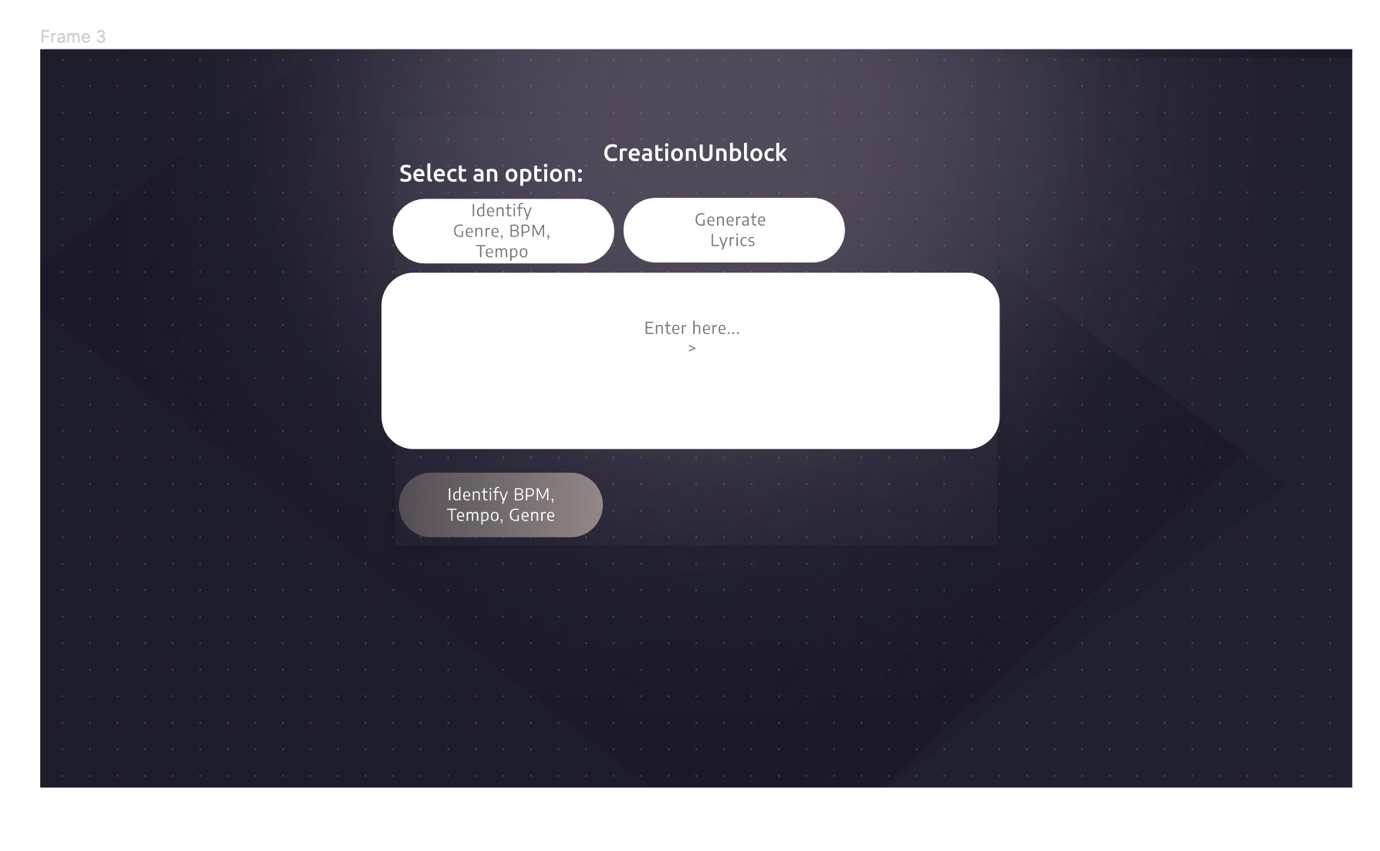 Frame 3
CreationUnblock
Select an option:
Identify
Genre, BPM,
Tempo
Generate
Lyrics
Enter here...
>
Identify BPM,
Tempo, Genre